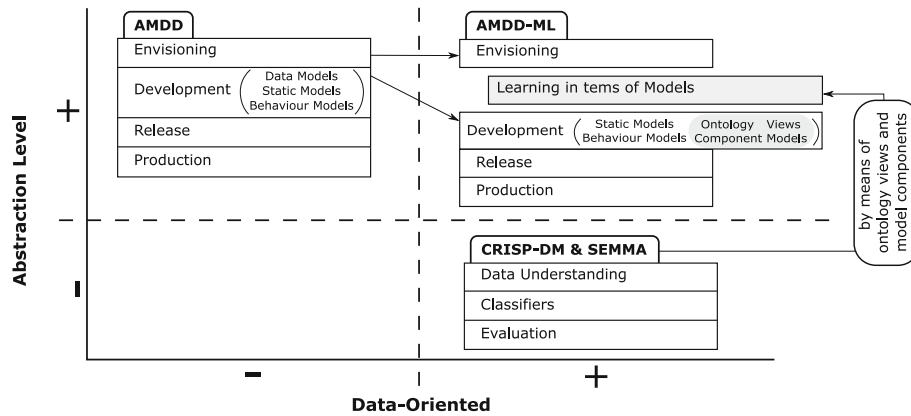 AMDD
Envisioning
Development
Data Models
Static Models
Behaviour Models
Release
Production
AMDD-ML
Envisioning
Learning in tems of Models
Development
Static Models
Behaviour Models
Ontology Views
Component Models
Release
Production
by means of
ontology views and
model components
CRISP-DM & SEMMA
Data Understanding
Classifiers
Evaluation
Abstraction Level
+
-
-
+
Data-Oriented